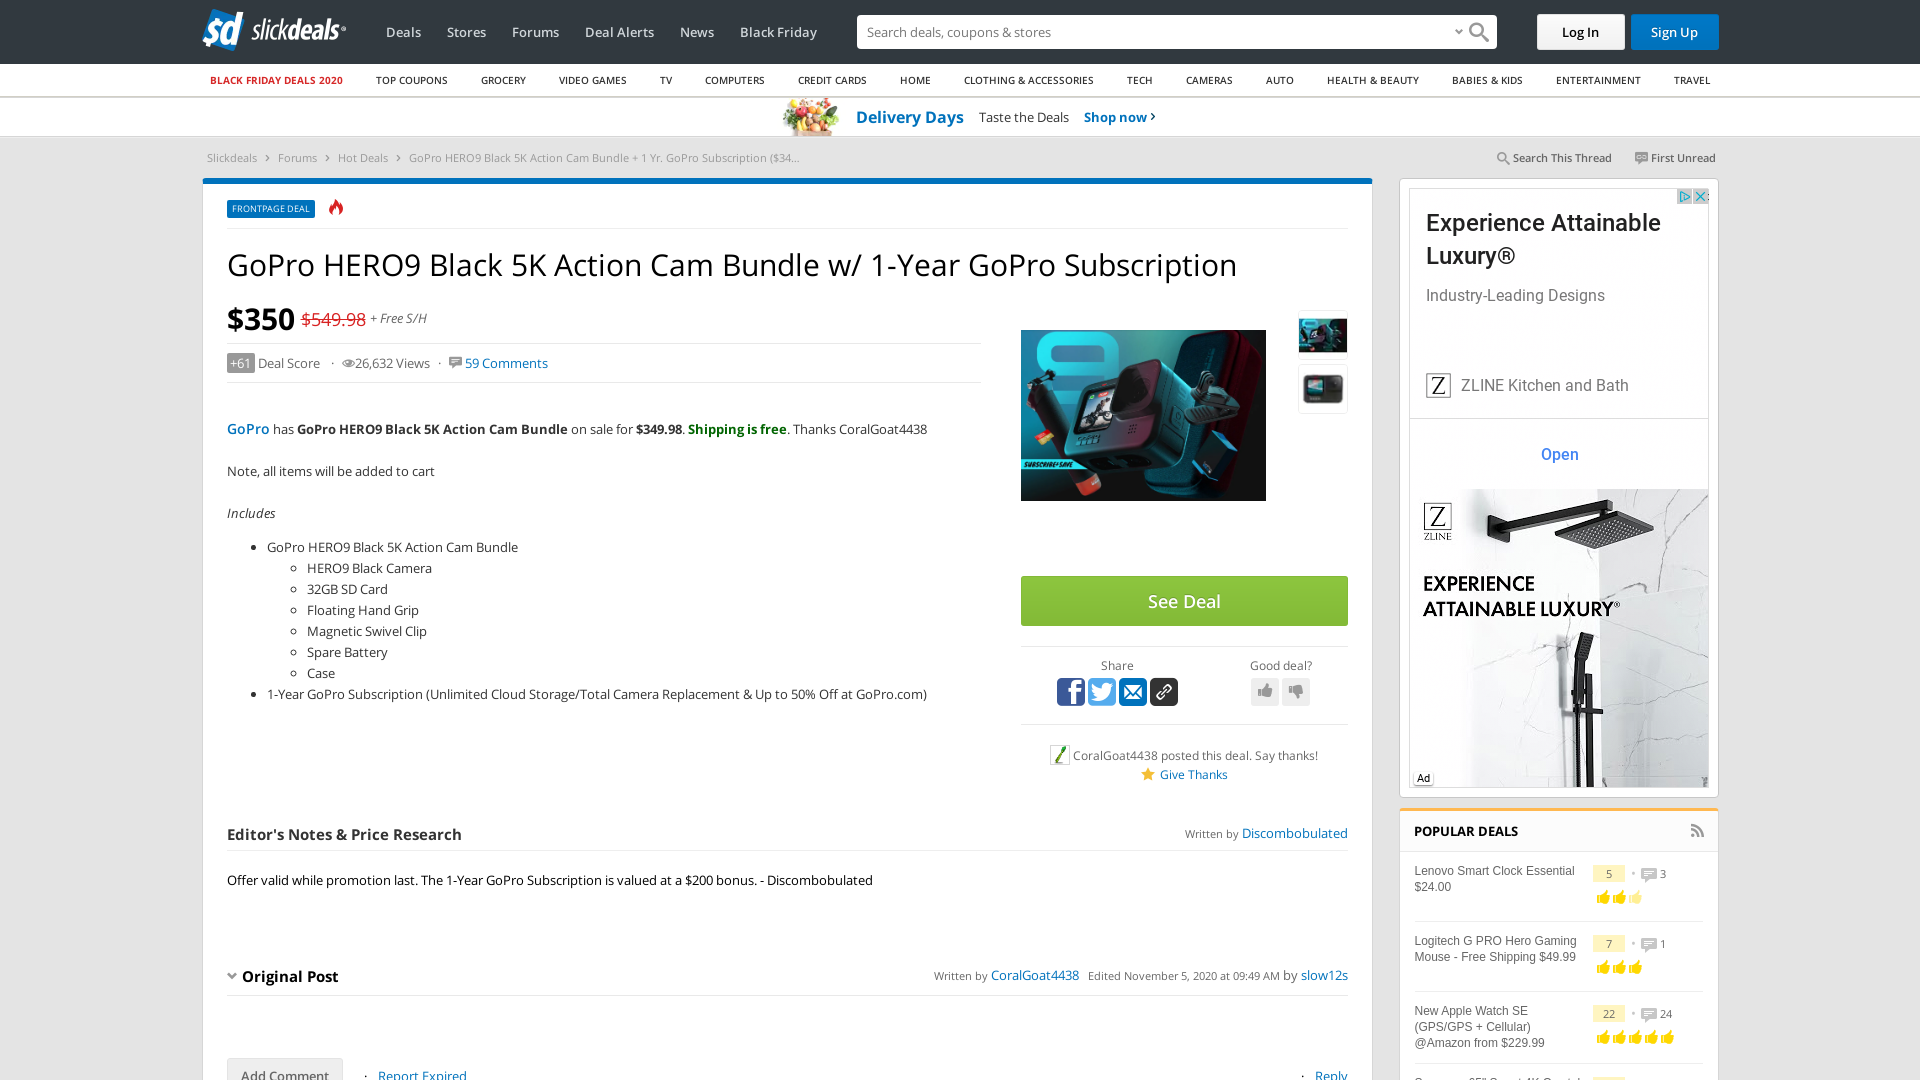 slickdeals
Deals
Stores
Forums
Deal Alerts
News
Black Friday
Search deals, coupons & stores
Log In
Sign Up
BLACK FRIDAY DEALS 2020
TOP COUPONS
GROCERY
VIDEO GAMES
TV
COMPUTERS
CREDIT CARDS
HOME
CLOTHING & ACCESSORIES
TECH
CAMERAS
AUTO
HEALTH & BEAUTY
BABIES & KIDS
ENTERTAINMENT
TRAVEL
Delivery Days Taste the Deals Shop now
Slickdeals > Forums > Hot Deals > GoPro HERO9 Black 5K Action Cam Bundle + 1 Yr. GoPro Subscription ($34...
Search This Thread
First Unread
FRONTPAGE DEAL
GoPro HERO9 Black 5K Action Cam Bundle w/ 1-Year GoPro Subscription
$350 $549.98 + Free S/H
+61 Deal Score · 26,632 Views · 59 Comments
GoPro has GoPro HERO9 Black 5K Action Cam Bundle on sale for $349.98. Shipping is free. Thanks CoralGoat4438
Note, all items will be added to cart
Includes
GoPro HERO9 Black 5K Action Cam Bundle
HERO9 Black Camera
32GB SD Card
Floating Hand Grip
Magnetic Swivel Clip
Spare Battery
Case
1-Year GoPro Subscription (Unlimited Cloud Storage/Total Camera Replacement & Up to 50% Off at GoPro.com)
SUBSCRIBE+SAVE
See Deal
Share
Good deal?
CoralGoat4438 posted this deal. Say thanks!
Give Thanks
Editor's Notes & Price Research
Written by Discombobulated
Offer valid while promotion last. The 1-Year GoPro Subscription is valued at a $200 bonus. - Discombobulated
Original Post
Written by CoralGoat4438 Edited November 5, 2020 at 09:49 AM by slow12s
Add Comment · Report Expired
· Reply
Experience Attainable
Luxury®
Industry-Leading Designs
Z ZLINE Kitchen and Bath
Open
Z
ZLINE
EXPERIENCE
ATTAINABLE LUXURY®
Ad
POPULAR DEALS
Lenovo Smart Clock Essential
$24.00
5 • 3
Logitech G PRO Hero Gaming
Mouse - Free Shipping $49.99
7 • 1
New Apple Watch SE
(GPS/GPS + Cellular)
@Amazon from $229.99
22 • 24